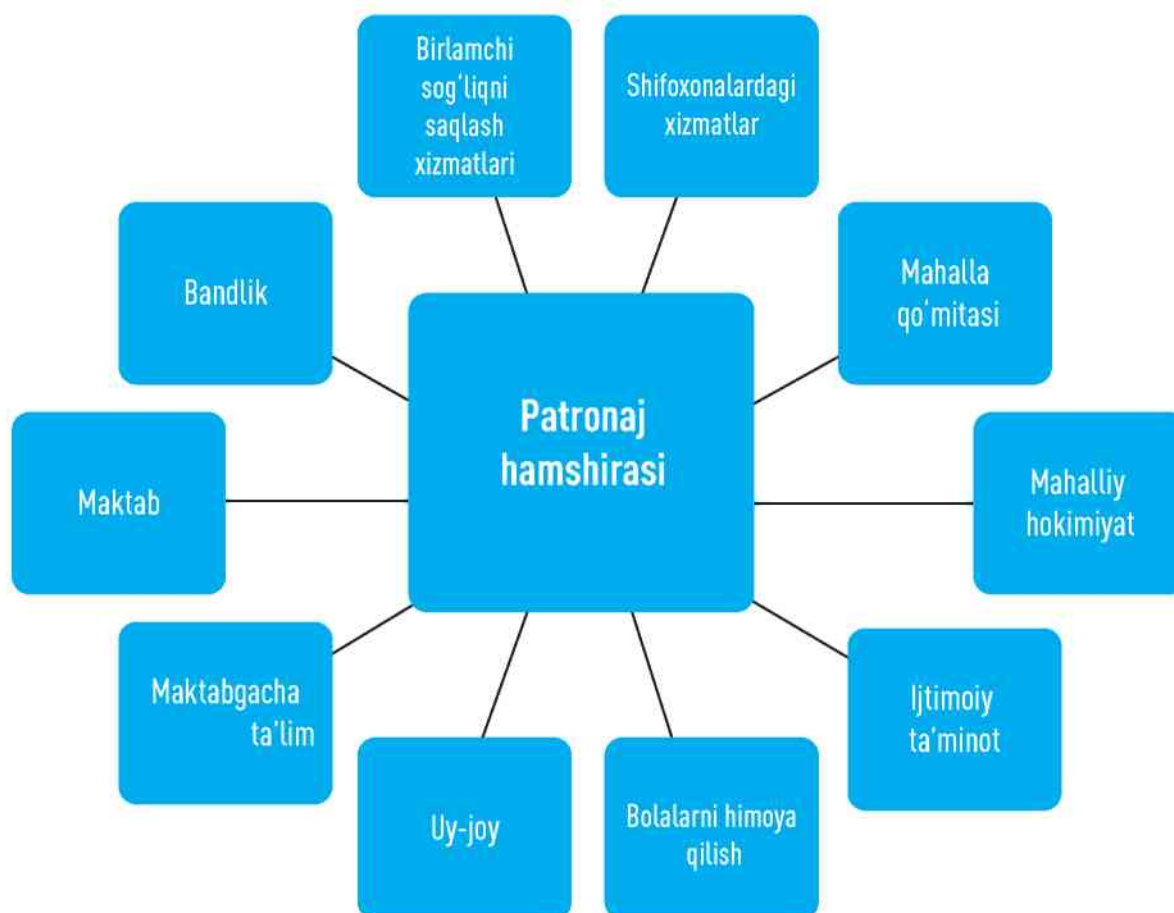 Birlamchi
sog‘liqni
saqlash
xizmatlari
Shifoxonalardagi
xizmatlar
Bandlik
Mahalla
qo‘mitasi
Patronaj
hamshirasi
Maktab
Mahalliy
hokimiyat
Maktabgacha
ta'lim
Ijtimoiy
ta’minot
Uy-joy
Bolalarni himoya
qilish